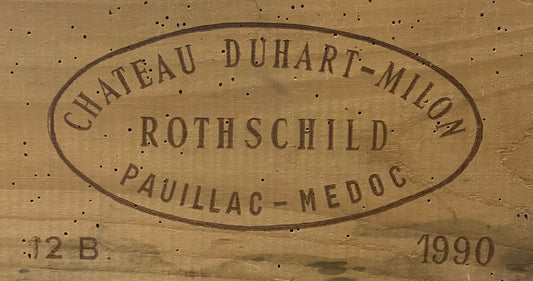 CHATEAU DUHART-MILON
ROTHSCHILD
PAUILLAC-MEDOC
12 B.
1990